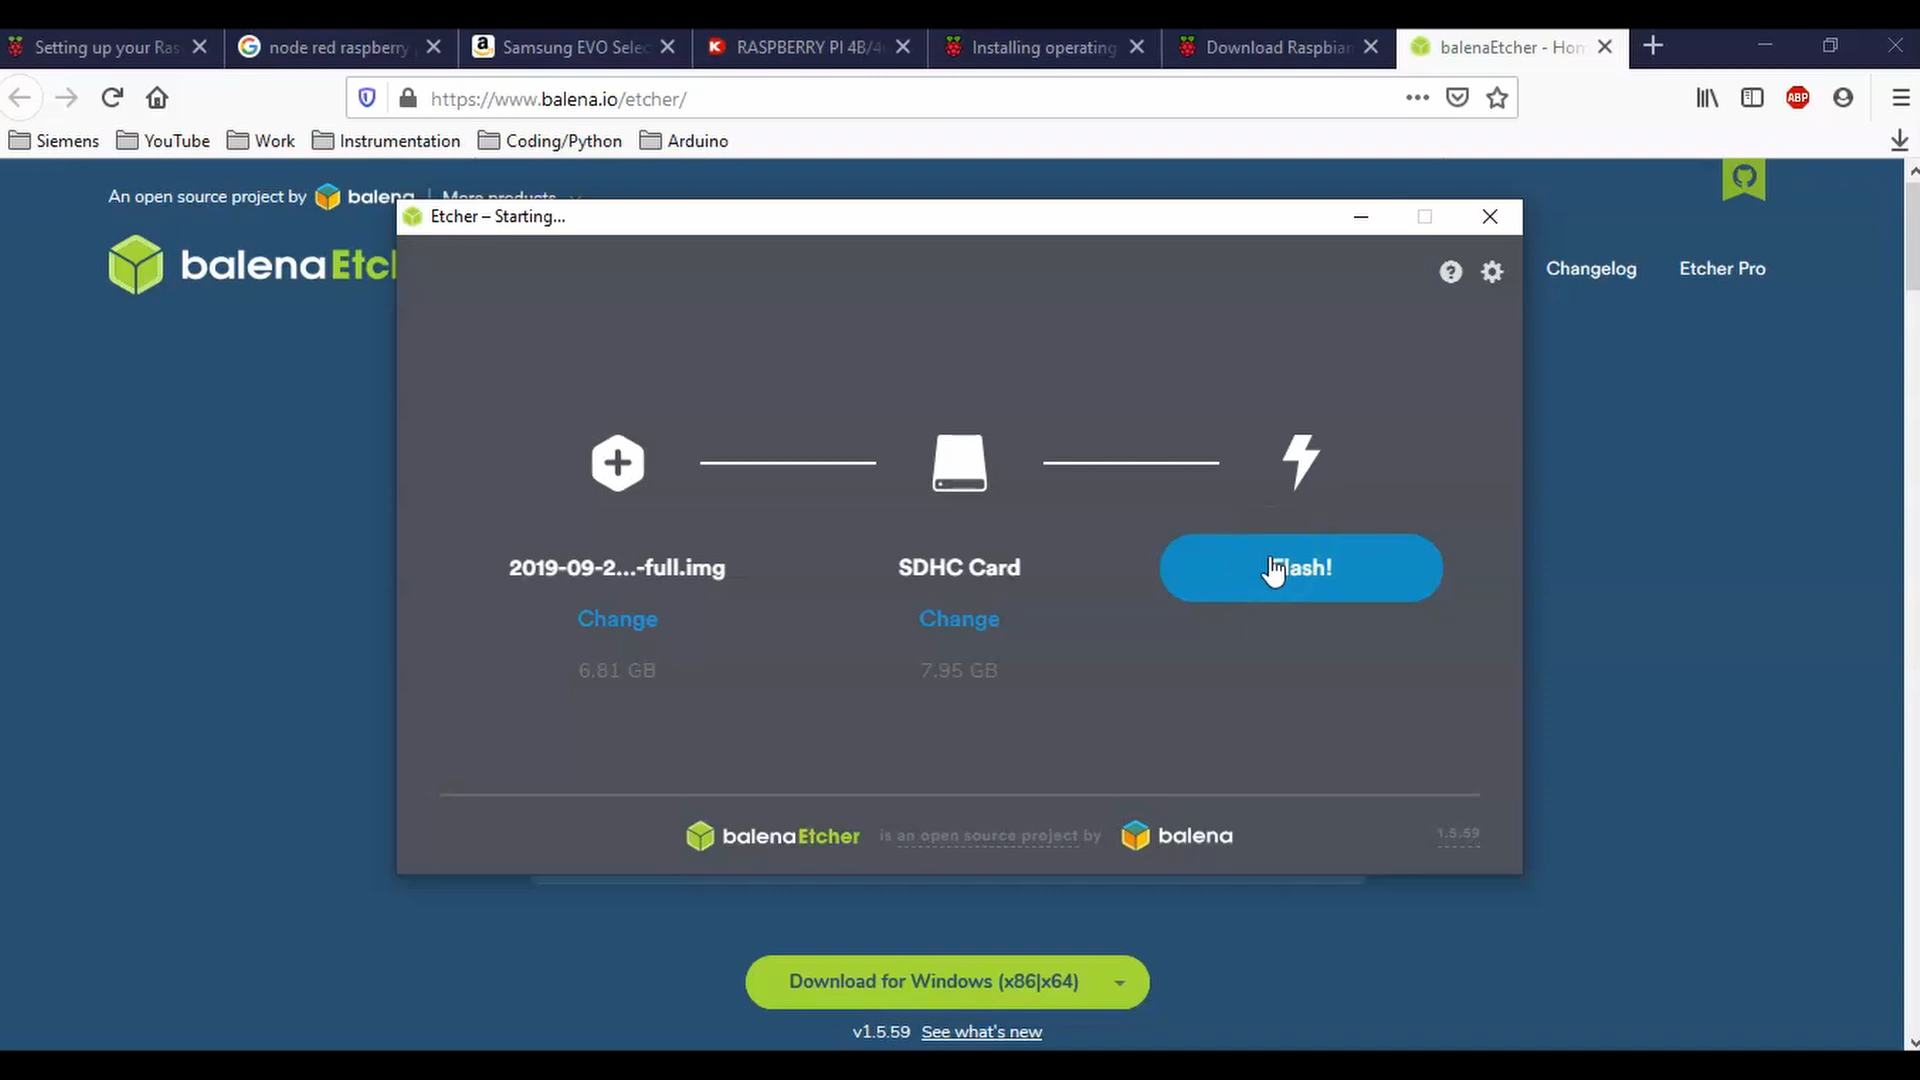 Setting up your Ras
node red raspberry
Samsung EVO Selec
RASPBERRY PI 4B/4
Installing operating
Download Raspbian
balenaEtcher - Hom
https://www.balena.io/etcher/
ABP
Siemens
YouTube
Work
Instrumentation
Coding/Python
Arduino
An open source project by balena | More products
balenaEtc
Changelog
Etcher Pro
Etcher – Starting...
2019-09-2...-full.img
SDHC Card
Flash!
Change
Change
6.81 GB
7.95 GB
balenaEtcher is an open source project by balena
1.5.59
Download for Windows (x86|x64)
v1.5.59 See what's new